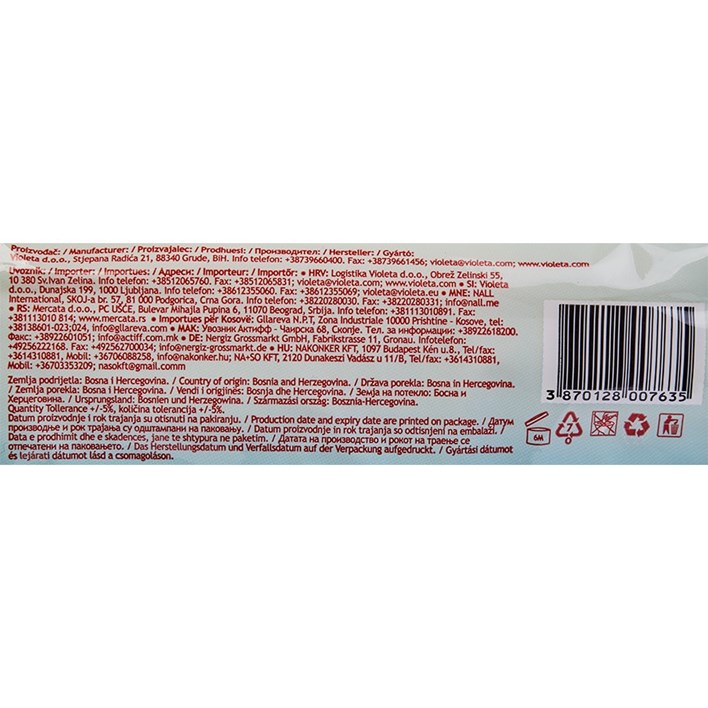 Proizvođač: / Manufacturer: / Proizvajalec: / Prodhuesi: / Производител: / Hersteller: / Gyártó:
Violeta d.o.o., Stjepana Radića 21, 88340 Grude, BiH. Info telefon: +38739660400. Fax: +38739661456; violeta@violeta.com; www.violeta.com
Uvoznik: / Importer: / Importues: / Адреси: / Importeur: / Importőr: ● HRV: Logistika Violeta d.o.o., Obrež Zelinski 55,
10 380 Sv.Ivan Zelina. Info telefon: +38512065760. Fax: +38512065831; violeta@violeta.com; www.violeta.com ● SI: Violeta
d.o.o., Dunajska 199, 1000 Ljubljana. Info telefon: +38612355060. Fax: +38612355069; violeta@violeta.eu ● MNE: NALL
International, SKOJ-a br. 57, 81 000 Podgorica, Crna Gora. Info telefon: +38220280030; Fax: +38220280331; info@nall.me
● RS: Mercata d.o.o., PC UŠĆE, Bulevar Mihajla Pupina 6, 11070 Beograd, Srbija. Info telefon: +381113010891. Fax:
+381113010 814; www.mercata.rs ● Importues për Kosovë: Gllareva N.P.T, Zona Industriale 10000 Prishtine - Kosove, tel:
+38138601-023;024, info@gllareva.com ● MAK: Увозник Антифф - Чаирска 68, Скопје. Тел. за информации: +38922618200.
Факс: +38922601051; info@actiff.com.mk ● DE: Nergiz Grossmarkt GmbH, Fabrikstrasse 11, Gronau. Infotelefon:
+49256222168. Fax: +492562700034; info@nergiz-grossmarkt.de ● HU: NAKONKER KFT, 1097 Budapest Kén u.8., Tel/Fax:
+3614310881, Mobil: +36706088258, info@nakonker.hu; NA+SO KFT, 2120 Dunakeszi Vadász u 11/B, Tel/fax: +3614310881,
Mobil: +36703353209; nasokft@gmail.comm
Zemlja podrijetla: Bosna i Hercegovina. / Country of origin: Bosnia and Herzegovina. / Država porekla: Bosna in Hercegovina.
/ Zemlja porekla: Bosna i Hercegovina. / Vendi i origjinës: Bosnja dhe Hercegovina. / Земја на потекло: Босна и
Херцеговина. / Ursprungsland: Bosnien und Herzegowina. / Származási ország: Bosznia-Hercegovina.
Quantity Tollerance +/-5%, količina tolerancija +/-5%.
Datum proizvodnje i rok trajanja su otisnuti na pakiranju. / Production date and expiry date are printed on package. / Датум
производње и рок трајања су одштампани на паковању. / Datum proizvodnje in rok trajanja so odtisnjeni na embalaži. /
Data e prodhimit dhe e skadences, jane te shtypura ne paketim. / Датата на производство и рокот на траење се
отпечатени на паковането. / Das Herstellungsdatum und Verfallsdatum auf der Verpackung aufgedruckt. / Gyártási dátumot
és lejárati dátumot lásd a csomagoláson.
3 870128 007635
6M
7